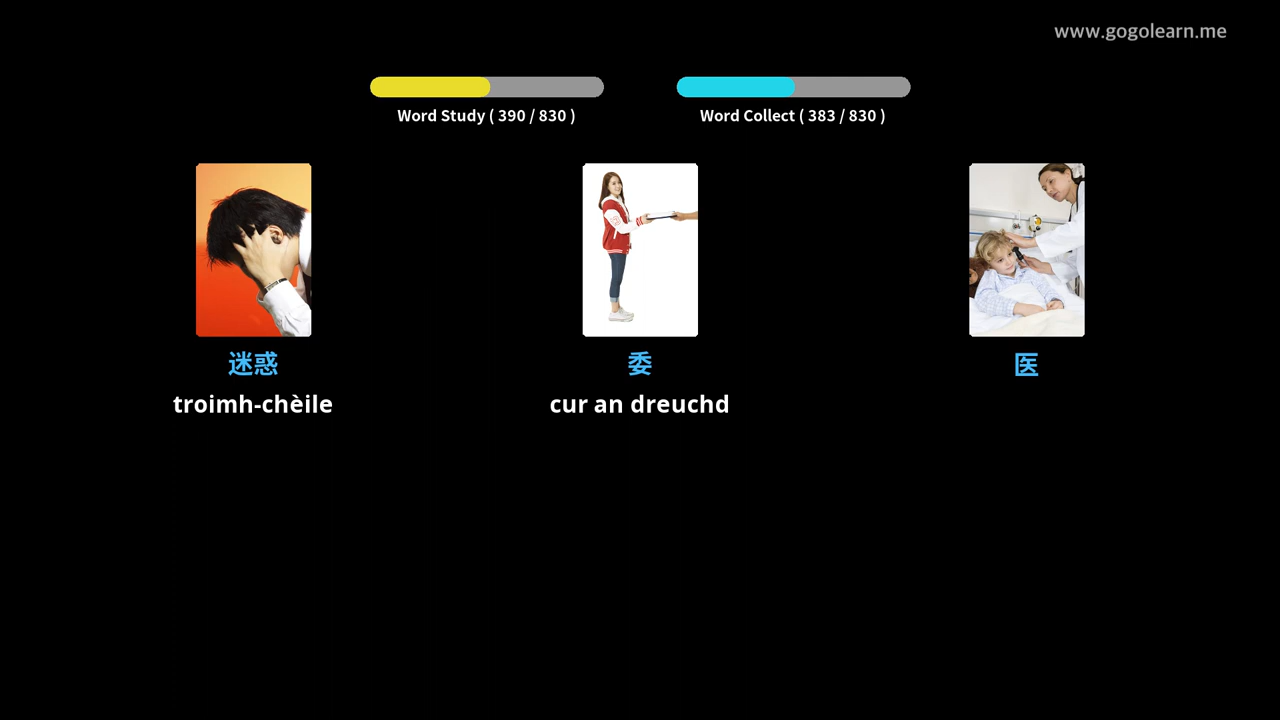 www.gogolearn.me
Word Study ( 390 / 830 )
Word Collect ( 383 / 830 )
迷惑
委
医
troimh-chèile
cur an dreuchd